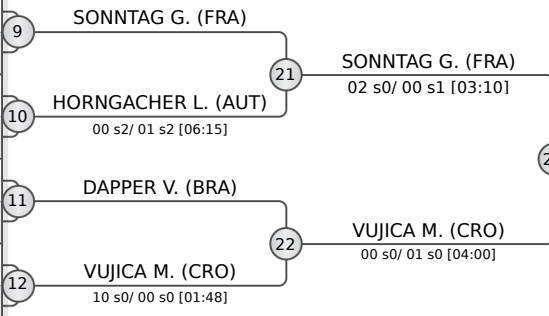 9
SONNTAG G. (FRA)
21
SONNTAG G. (FRA)
02 s0/ 00 s1 [03:10]
10
HORNGACHER L. (AUT)
00 s2/ 01 s2 [06:15]
11
DAPPER V. (BRA)
22
VUJICA M. (CRO)
00 s0/ 01 s0 [04:00]
12
VUJICA M. (CRO)
10 s0/ 00 s0 [01:48]